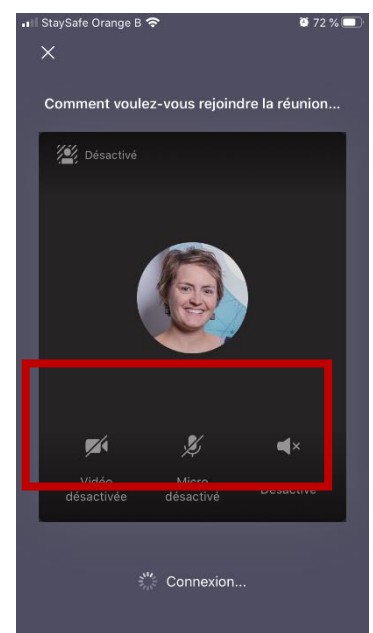 StaySafe Orange B 72 %
Comment voulez-vous rejoindre la réunion...
Désactivé
Vidéo désactivée
Micro désactivé
Désactivé
Connexion...